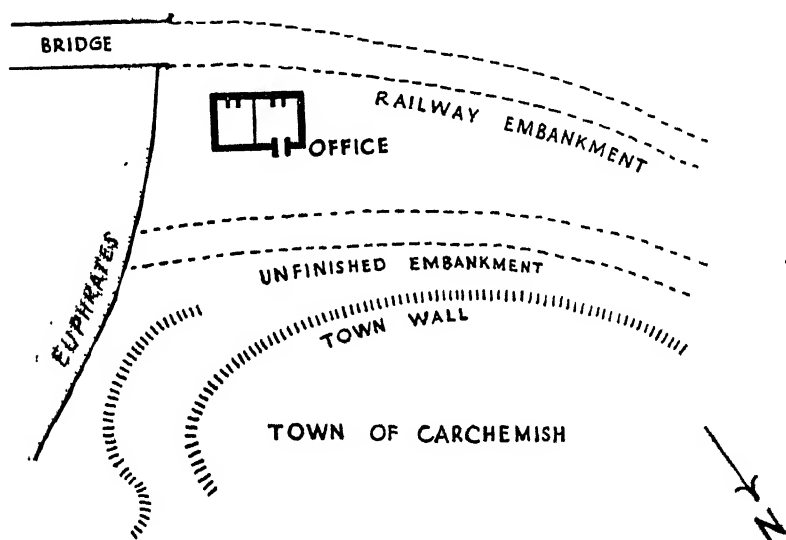 BRIDGE
RAILWAY EMBANKMENT
OFFICE
EUPHRATES
UNFINISHED EMBANKMENT
TOWN WALL
TOWN OF CARCHEMISH
N